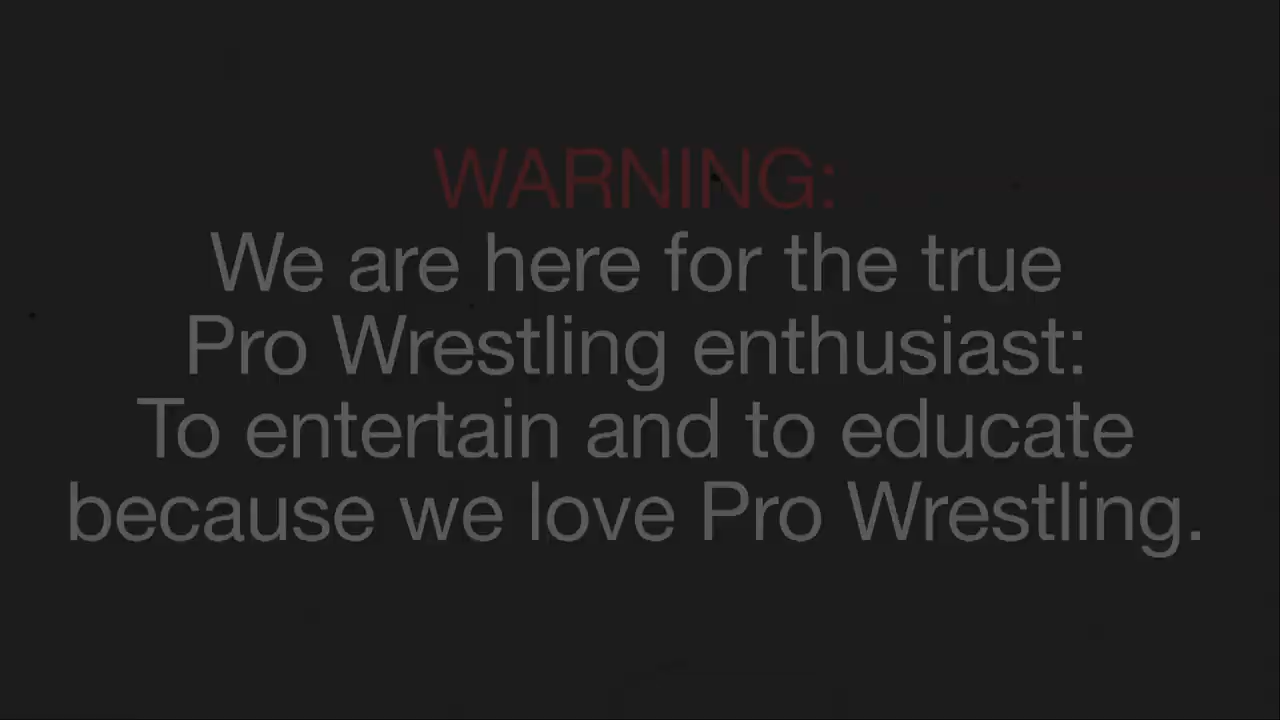 WARNING:
We are here for the true
Pro Wrestling enthusiast:
To entertain and to educate
because we love Pro Wrestling.